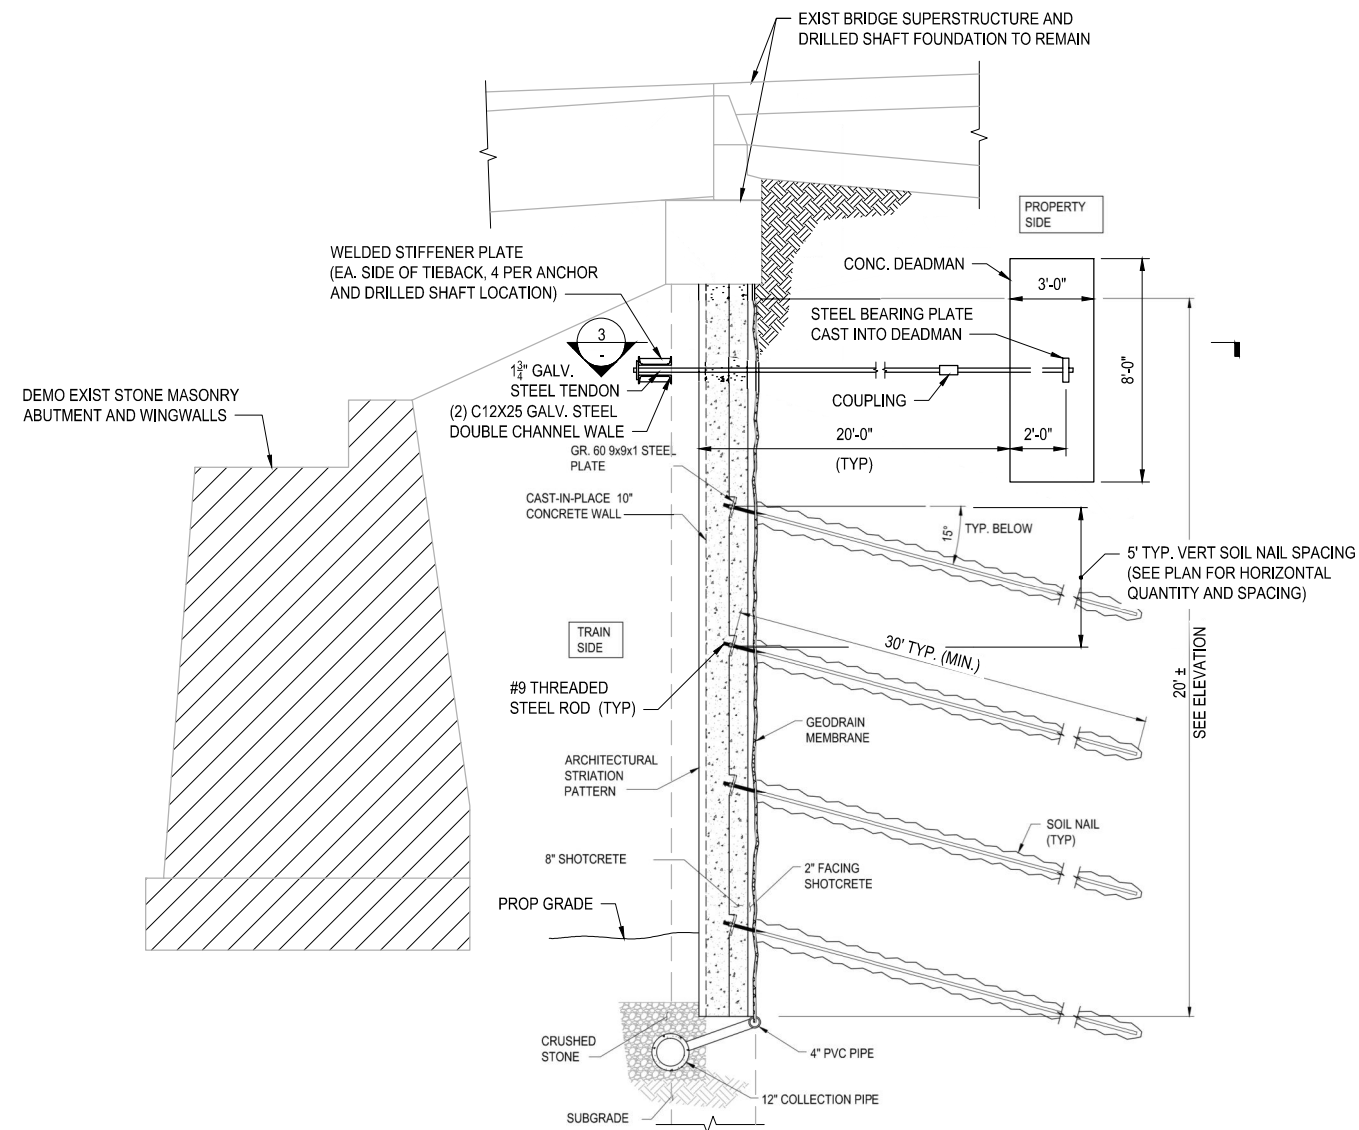 EXIST BRIDGE SUPERSTRUCTURE AND
DRILLED SHAFT FOUNDATION TO REMAIN
PROPERTY
SIDE
WELDED STIFFENER PLATE
(EA. SIDE OF TIEBACK, 4 PER ANCHOR
AND DRILLED SHAFT LOCATION)
CONC. DEADMAN
3'-0"
STEEL BEARING PLATE
CAST INTO DEADMAN
3
-
8'-0"
1 3/4" GALV.
STEEL TENDON
DEMO EXIST STONE MASONRY
ABUTMENT AND WINGWALLS
(2) C12X25 GALV. STEEL
DOUBLE CHANNEL WALE
COUPLING
20'-0"
(TYP)
2'-0"
GR. 60 9x9x1 STEEL
PLATE
CAST-IN-PLACE 10"
CONCRETE WALL
15°
TYP. BELOW
5' TYP. VERT SOIL NAIL SPACING
(SEE PLAN FOR HORIZONTAL
QUANTITY AND SPACING)
TRAIN
SIDE
30' TYP. (MIN.)
20' ±
SEE ELEVATION
#9 THREADED
STEEL ROD (TYP)
GEODRAIN
MEMBRANE
ARCHITECTURAL
STRIATION
PATTERN
SOIL NAIL
(TYP)
8" SHOTCRETE
2" FACING
SHOTCRETE
PROP GRADE
CRUSHED
STONE
4" PVC PIPE
12" COLLECTION PIPE
SUBGRADE